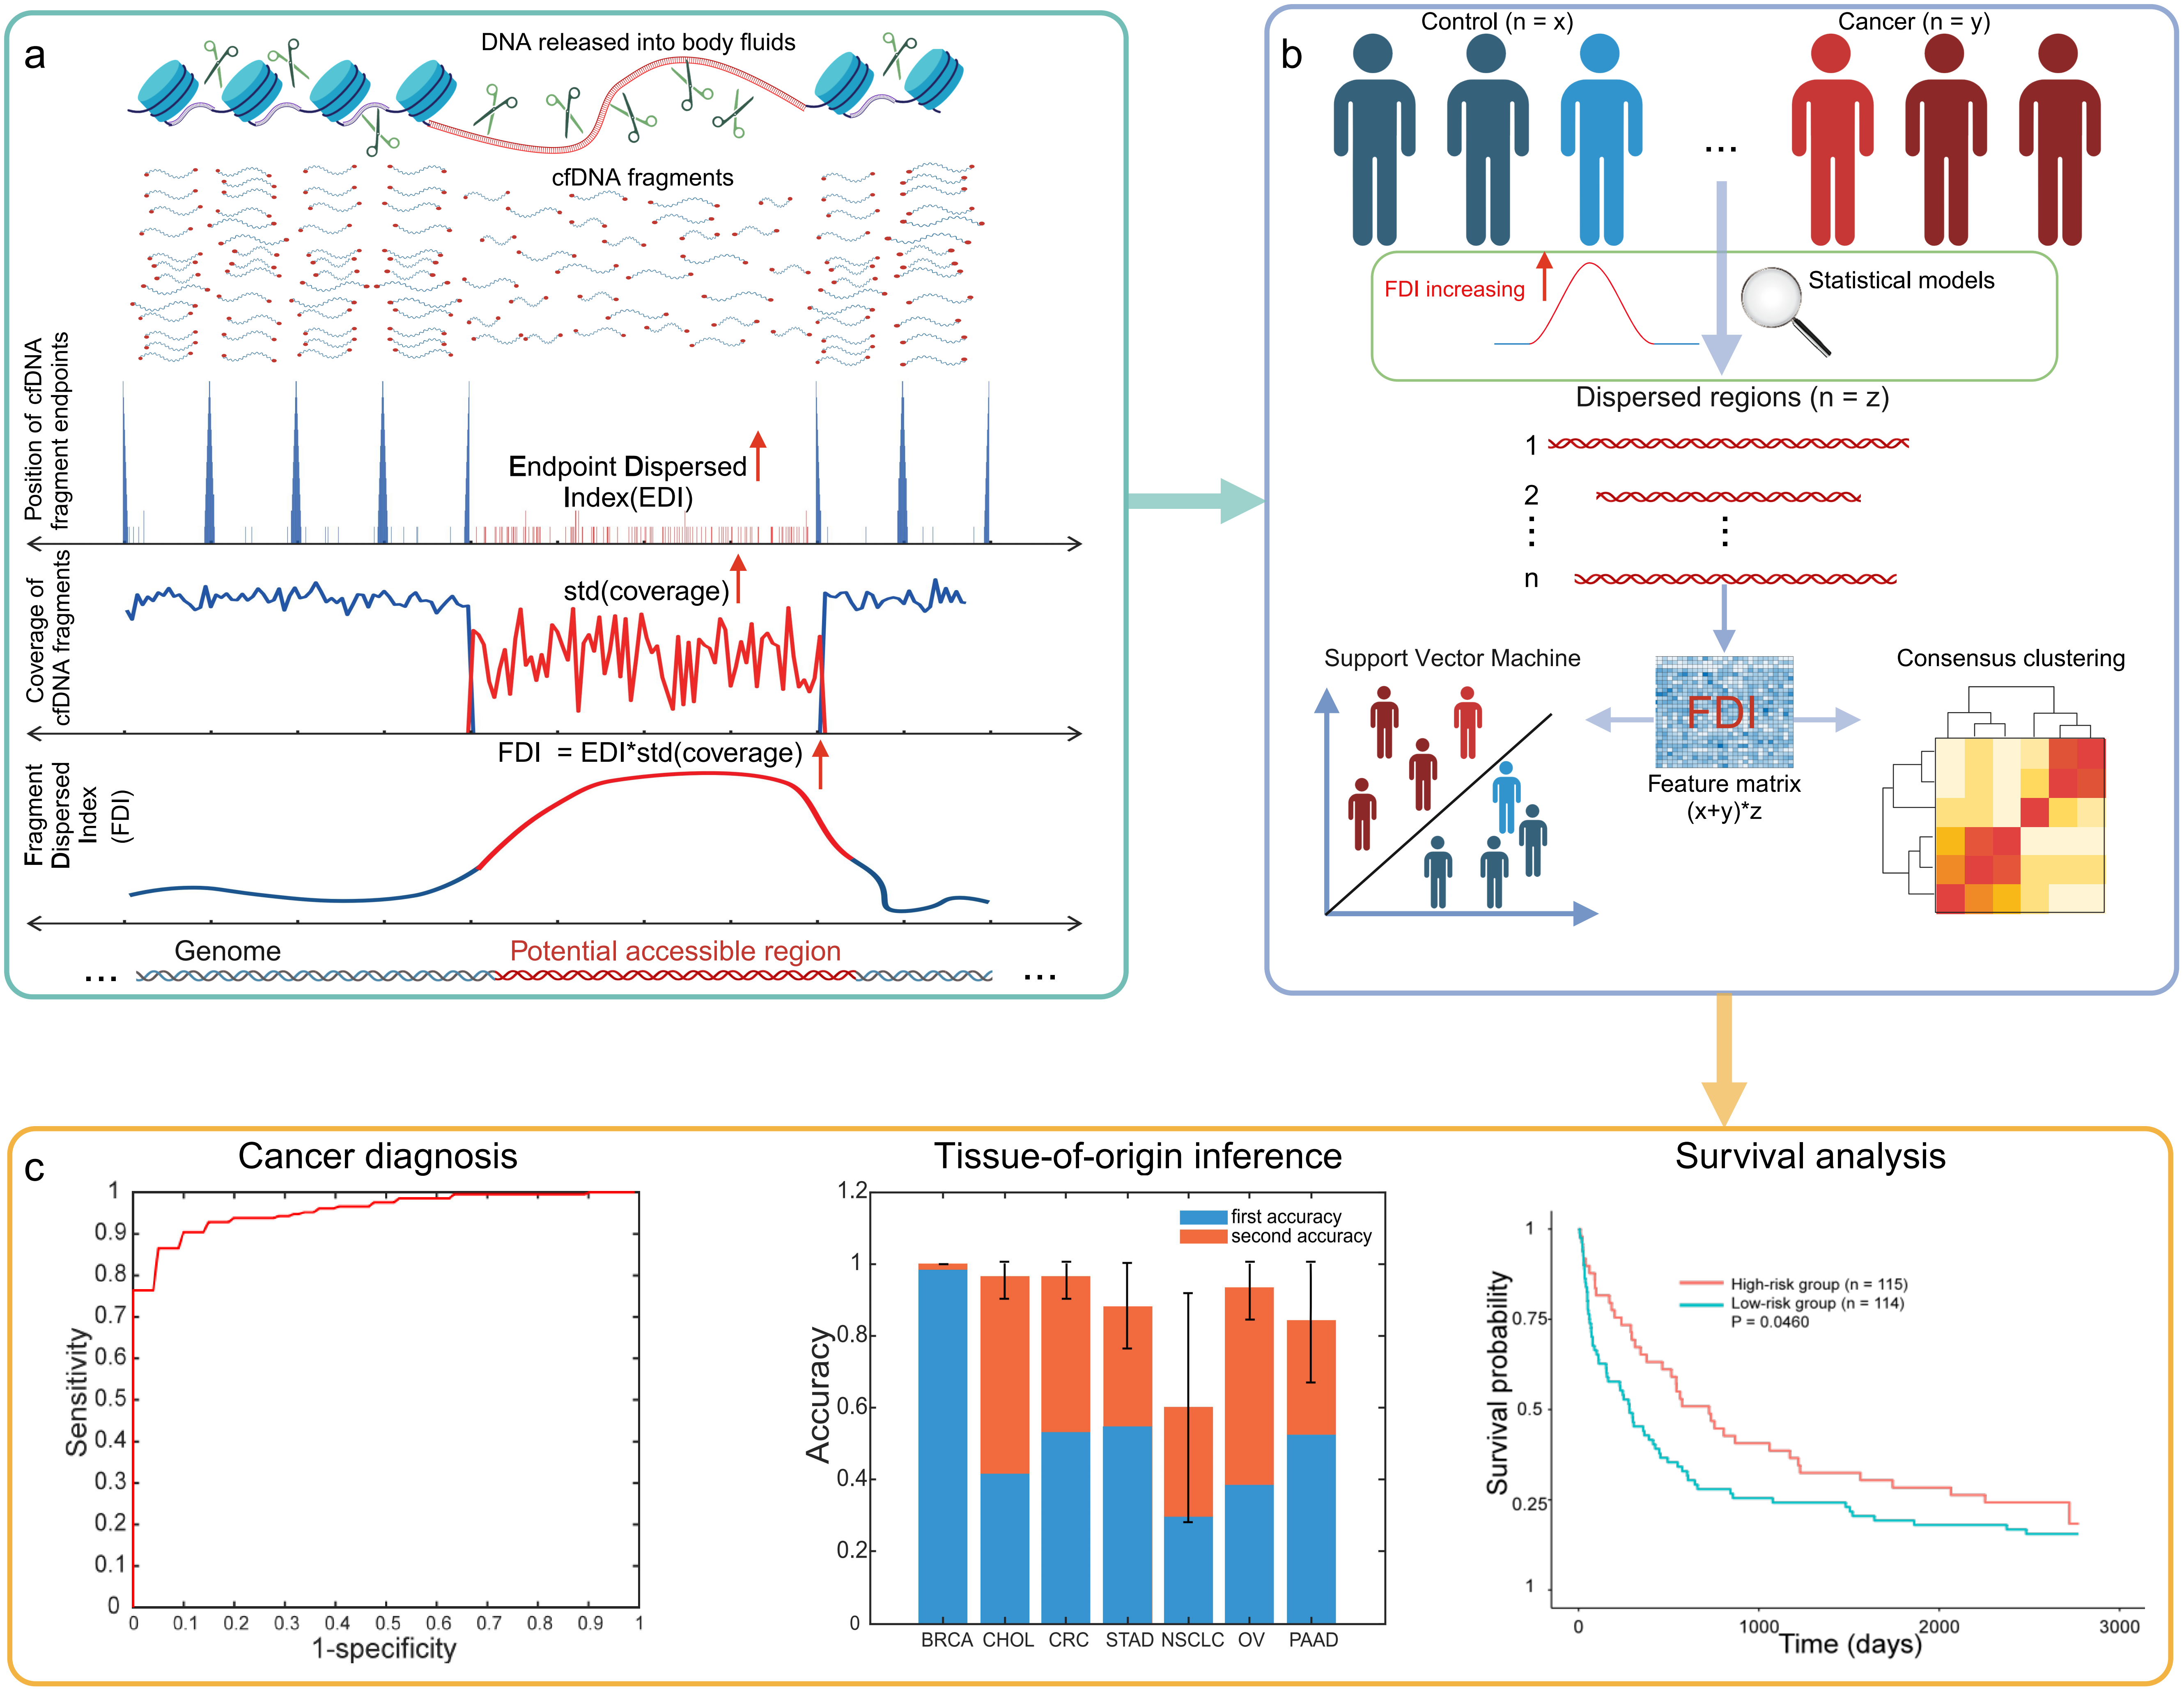 a
DNA released into body fluids
cfDNA fragments
Position of cfDNA
fragment endpoints
Endpoint Dispersed
Index(EDI)
Coverage of
cfDNA fragments
std(coverage)
FDI = EDI*std(coverage)
Fragment
Dispersed
Index
(FDI)
Genome
Potential accessible region
...
...
b
Control (n = x)
Cancer (n = y)
...
FDI increasing
Statistical models
Dispersed regions (n = z)
1
2
⋮
⋮
n
Support Vector Machine
FDI
Consensus clustering
Feature matrix
(x+y)*z
c
Cancer diagnosis
Sensitivity
1
0.9
0.8
0.7
0.6
0.5
0.4
0.3
0.2
0.1
0
0 0.1 0.2 0.3 0.4 0.5 0.6 0.7 0.8 0.9 1
1-specificity
Tissue-of-origin inference
first accuracy
second accuracy
Accuracy
1.2
1
0.8
0.6
0.4
0.2
0
BRCA CHOL CRC STAD NSCLC OV PAAD
Survival analysis
High-risk group (n = 115)
Low-risk group (n = 114)
P = 0.0460
Survival probability
1
0.75
0.5
0.25
1
0 1000 2000 3000
Time (days)